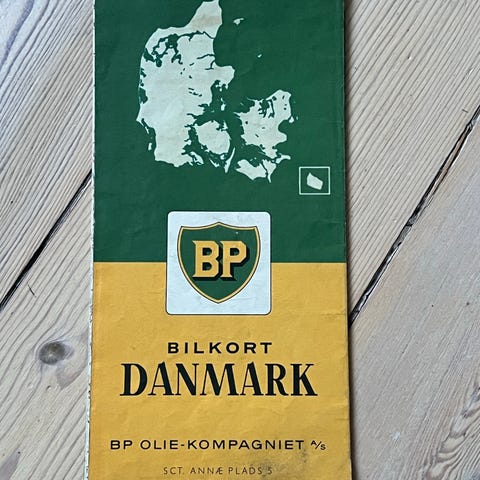 BP
BILKORT
DANMARK
BP OLIE-KOMPAGNIET A/S
SCT. ANNÆ PLADS 5